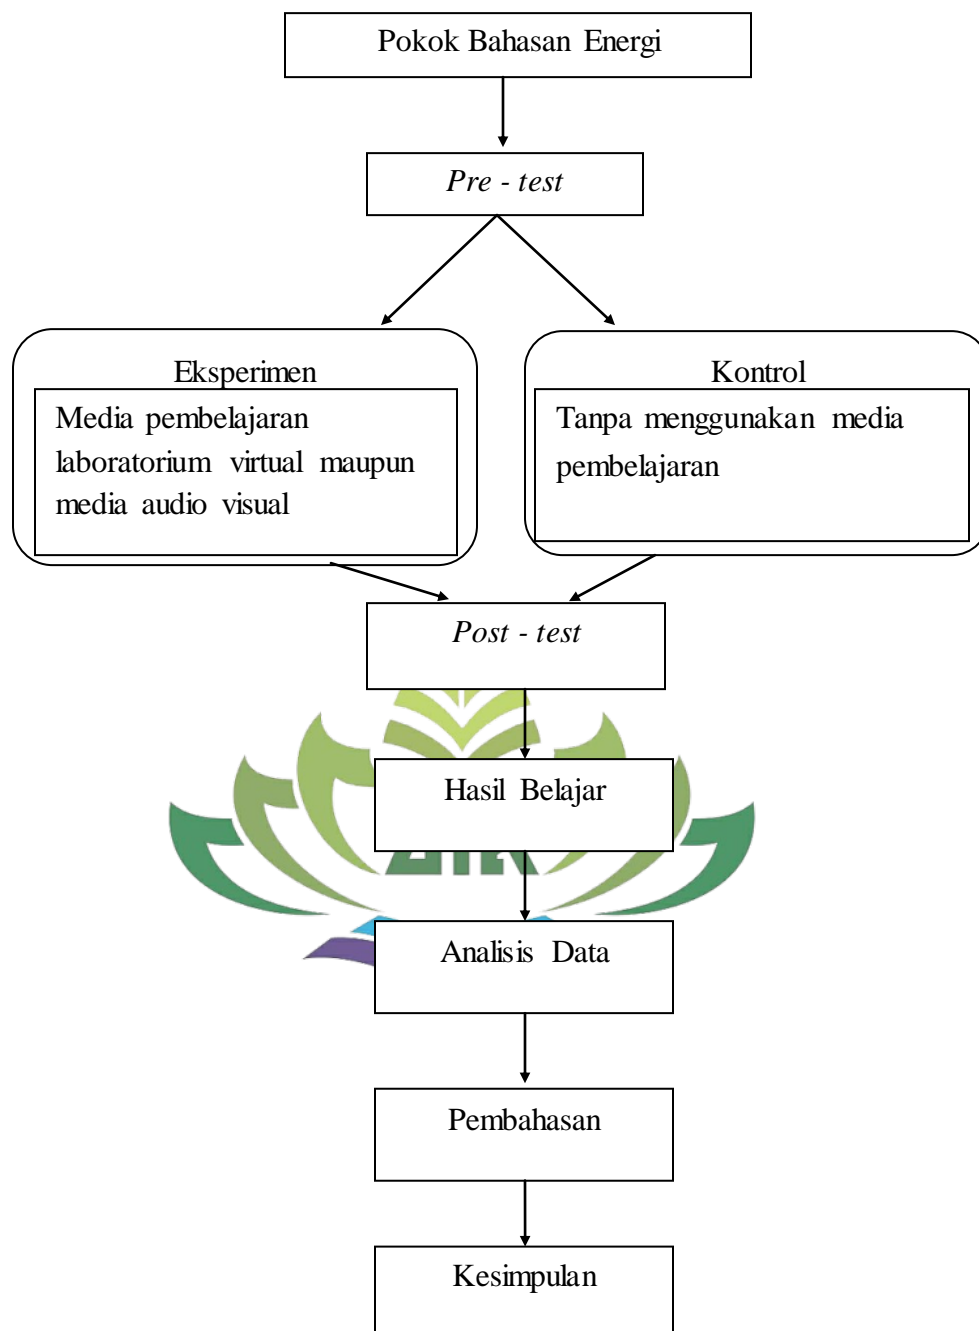 Pokok Bahasan Energi
Pre - test
Eksperimen
Media pembelajaran
laboratorium virtual maupun
media audio visual
Kontrol
Tanpa menggunakan media
pembelajaran
Post - test
Hasil Belajar
Analisis Data
Pembahasan
Kesimpulan